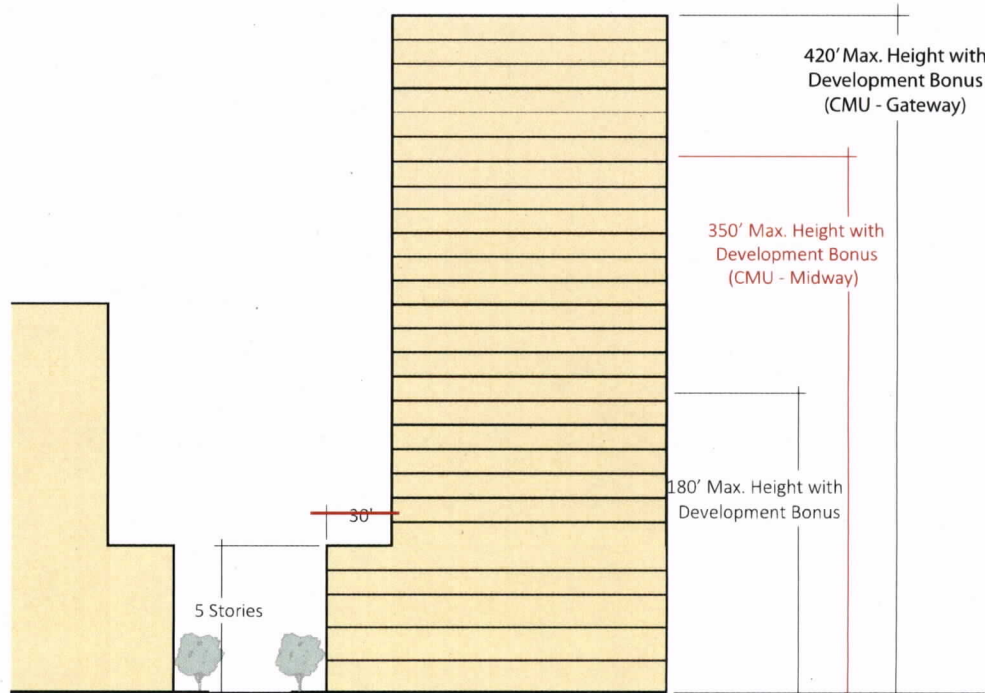 420' Max. Height with
Development Bonus
(CMU - Gateway)
350' Max. Height with
Development Bonus
(CMU - Midway)
180' Max. Height with
Development Bonus
30'
5 Stories